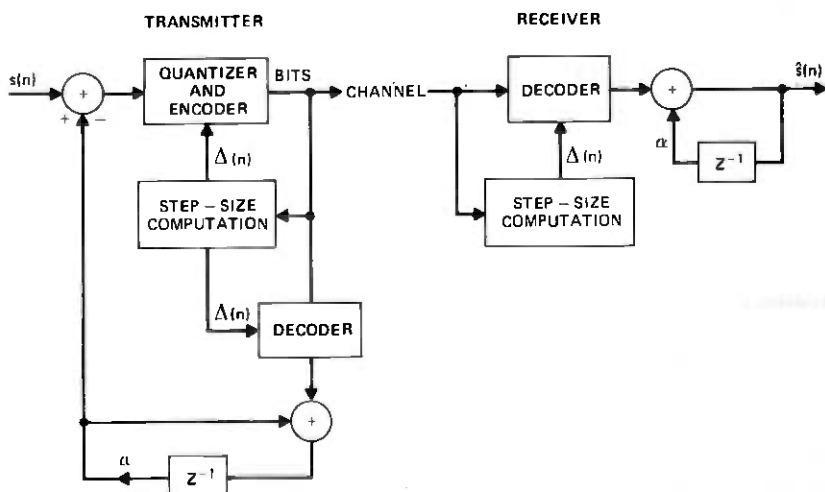 TRANSMITTER
RECEIVER
s(n)
+
+ −
QUANTIZER
AND
ENCODER
BITS
CHANNEL
DECODER
+
ŝ(n)
α
Z⁻¹
Δ(n)
Δ(n)
STEP – SIZE
COMPUTATION
STEP – SIZE
COMPUTATION
Δ(n)
DECODER
+
α
Z⁻¹